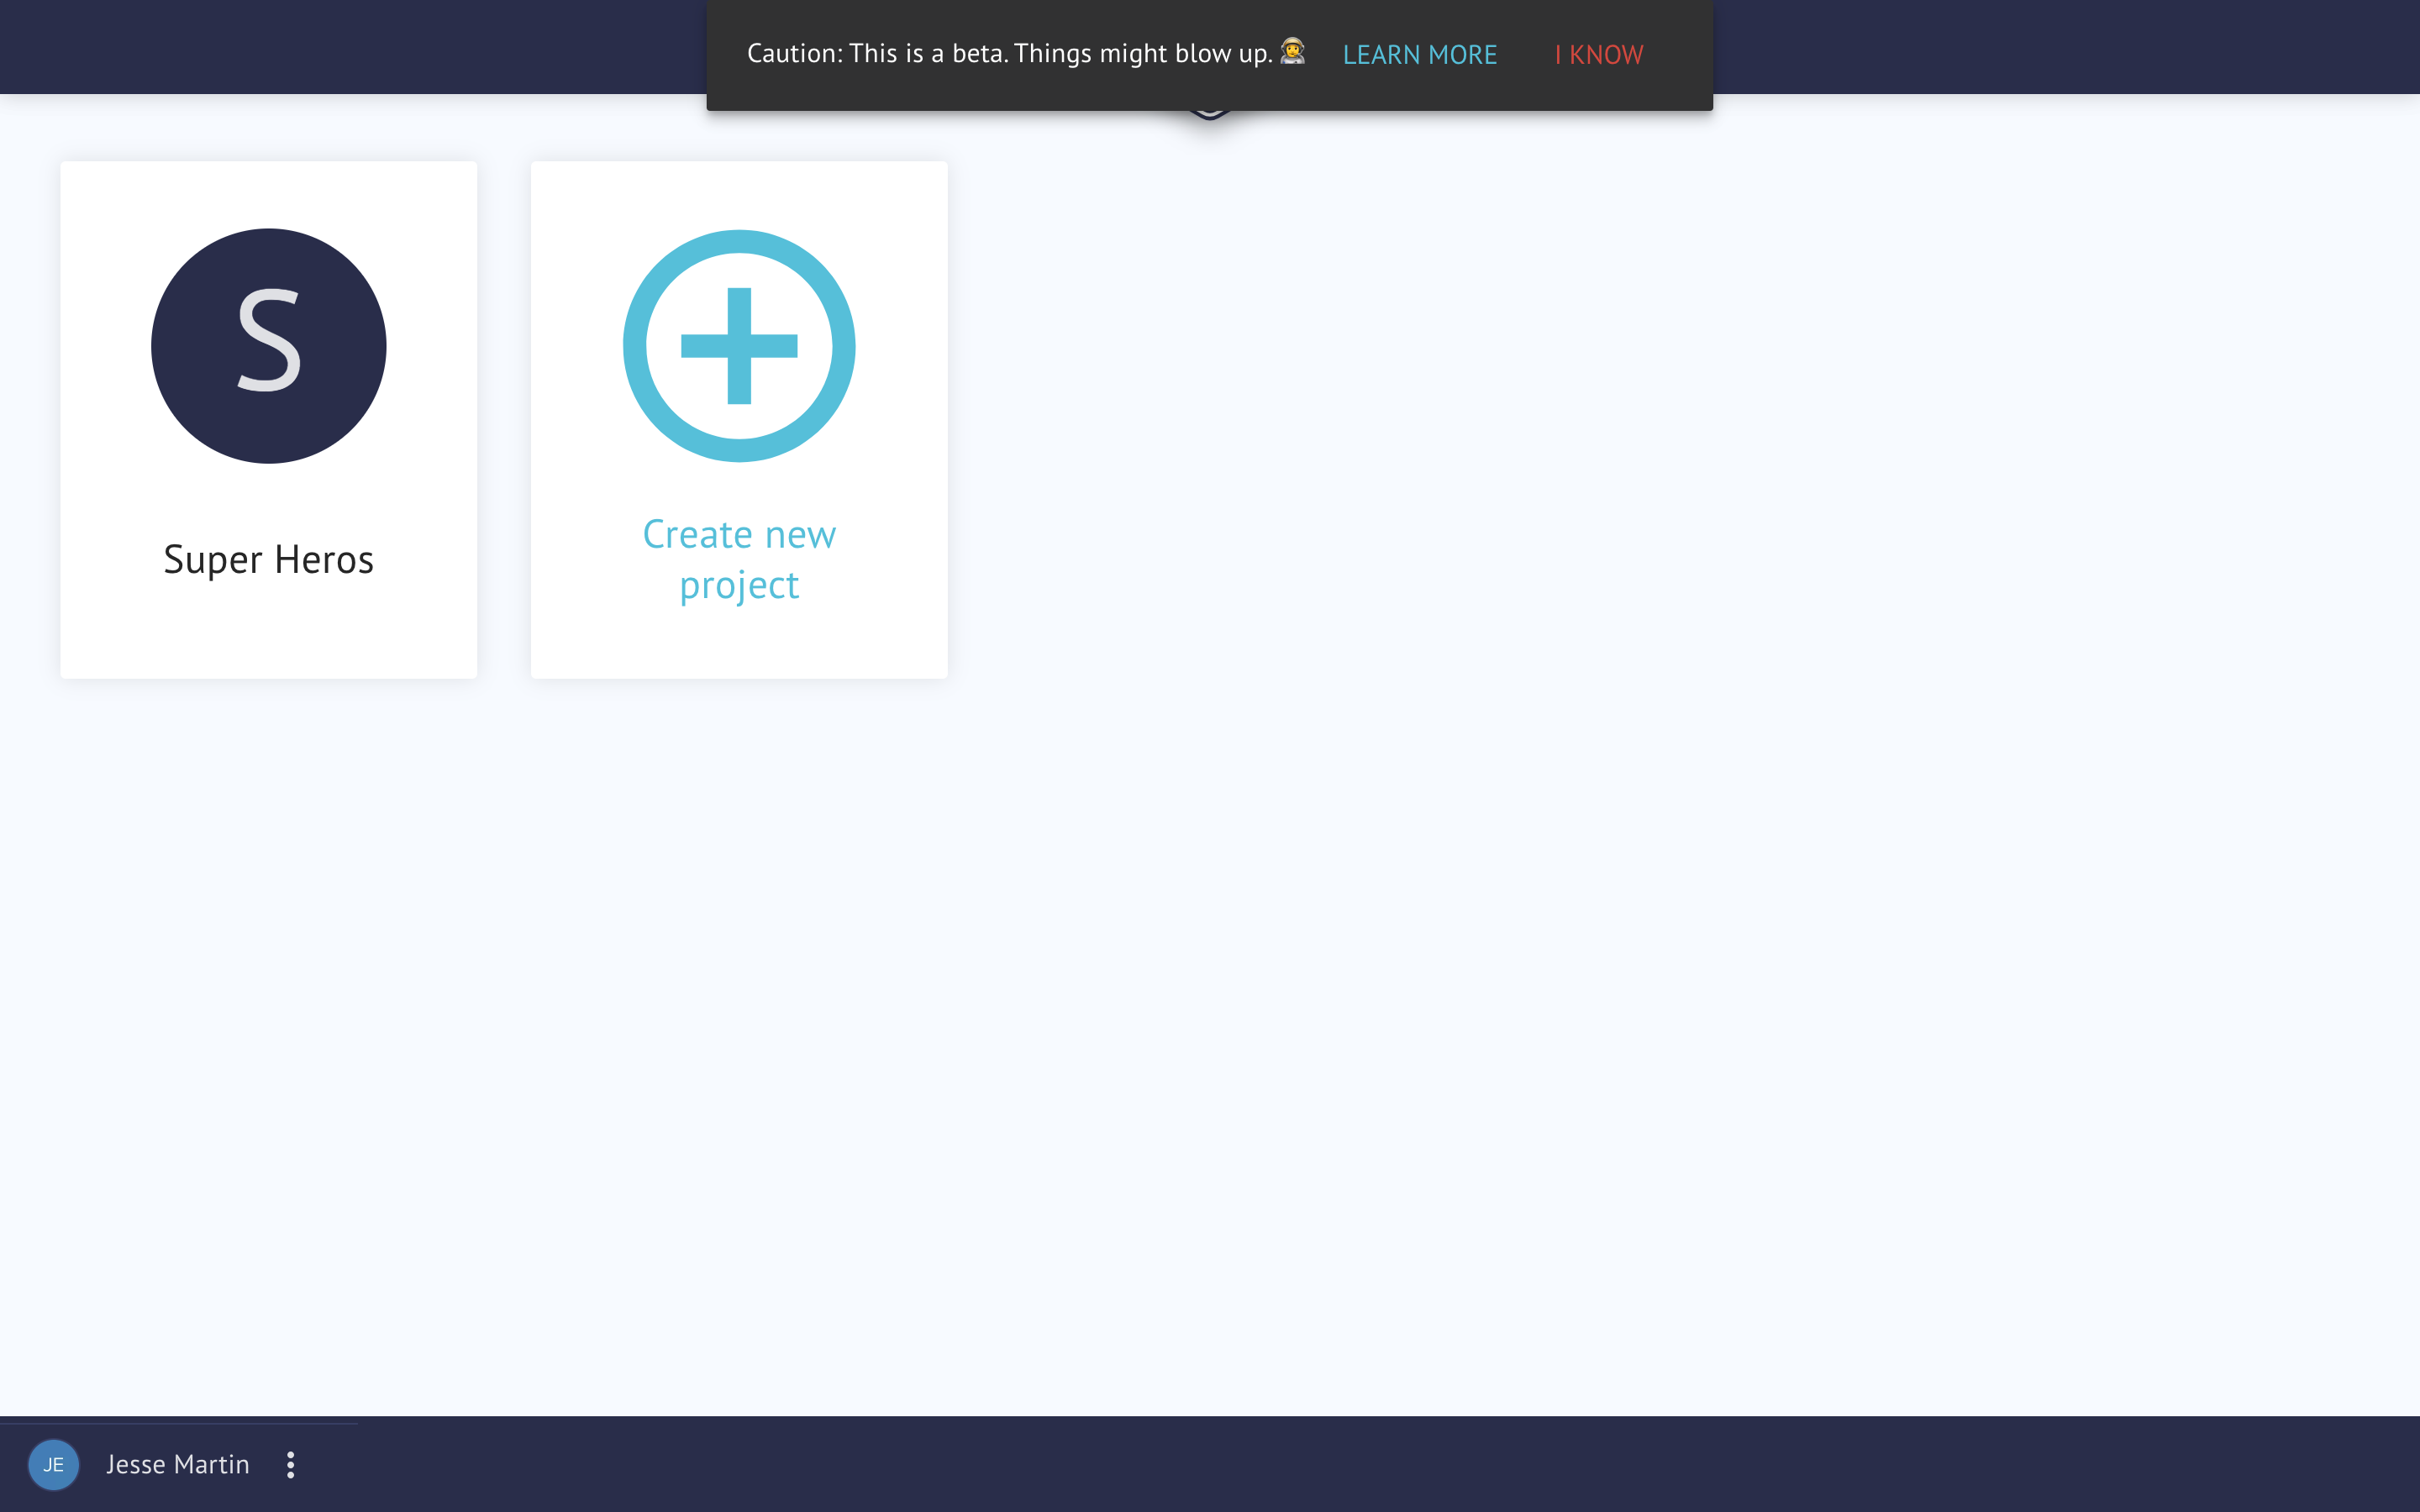 Caution: This is a beta. Things might blow up. 👩‍🚀 LEARN MORE I KNOW
S
Super Heros
Create new
project
JE Jesse Martin